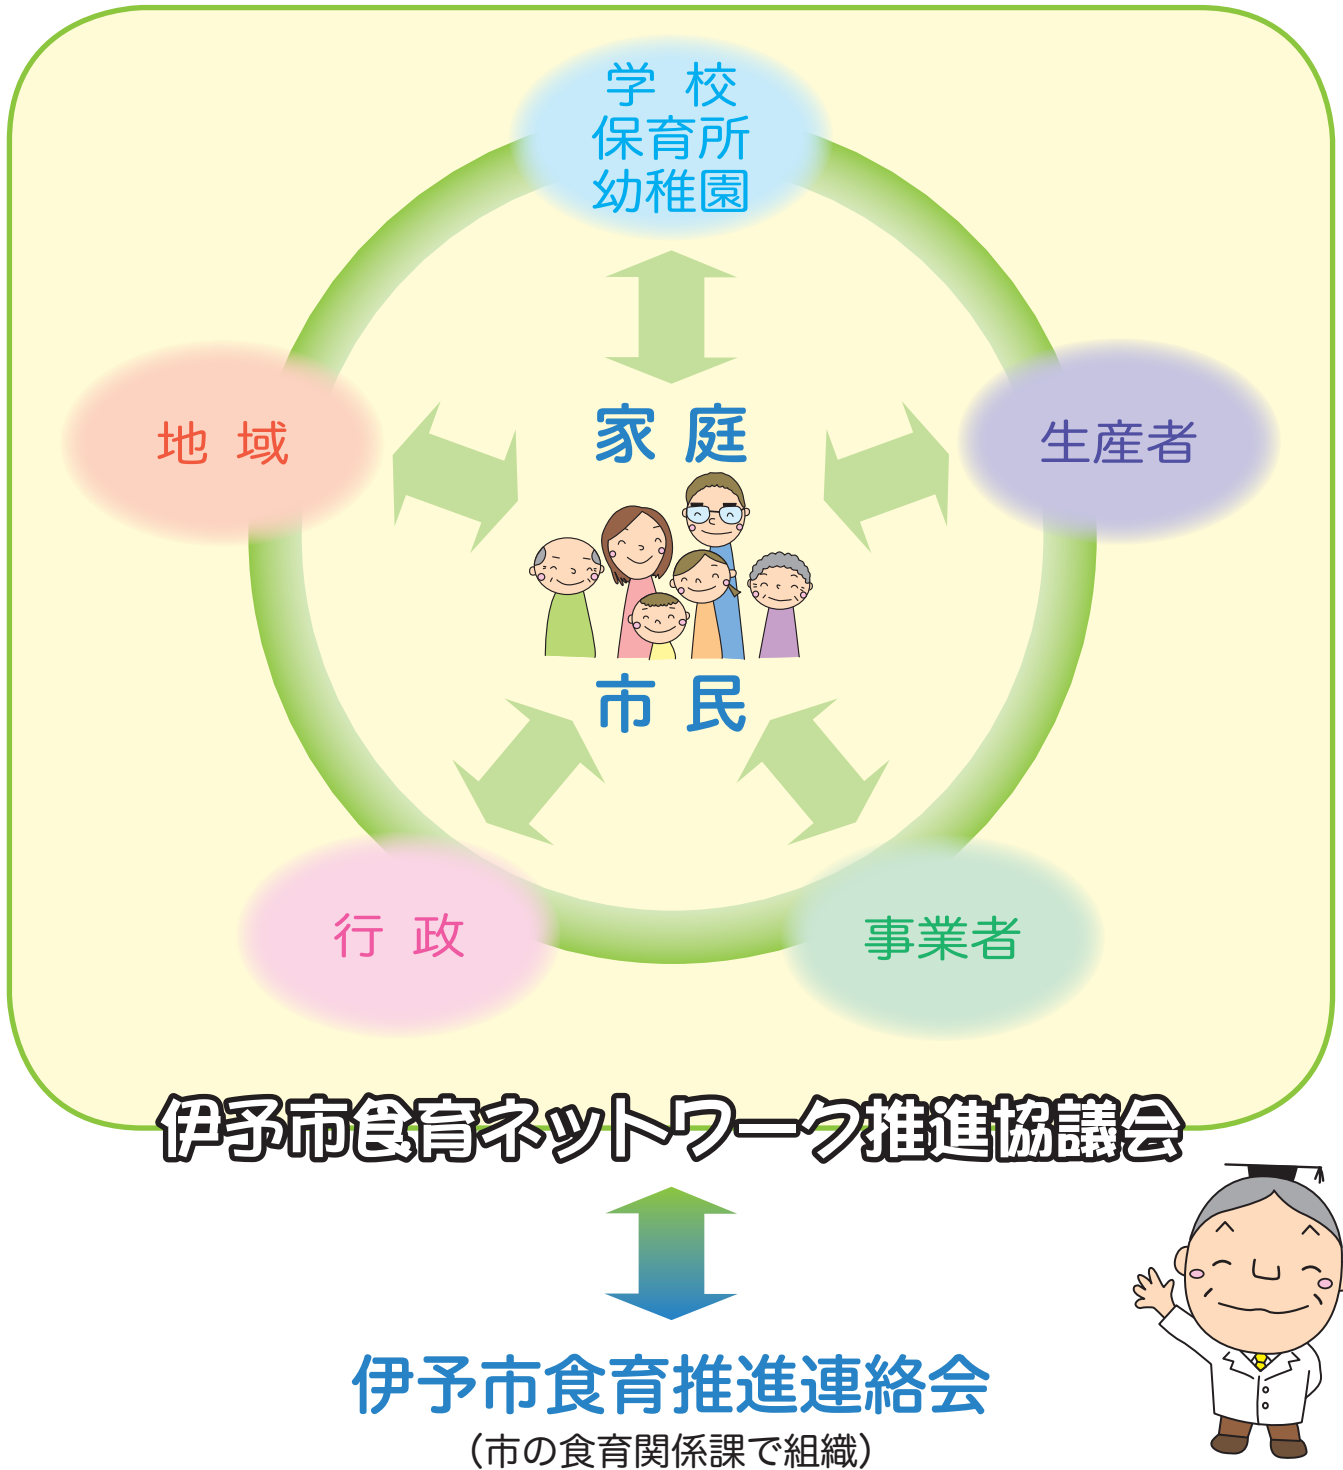 学 校
保育所
幼稚園
地 域
家 庭
生産者
市 民
行 政
事業者
伊予市食育ネットワーク推進協議会
伊予市食育推進連絡会
（市の食育関係課で組織）